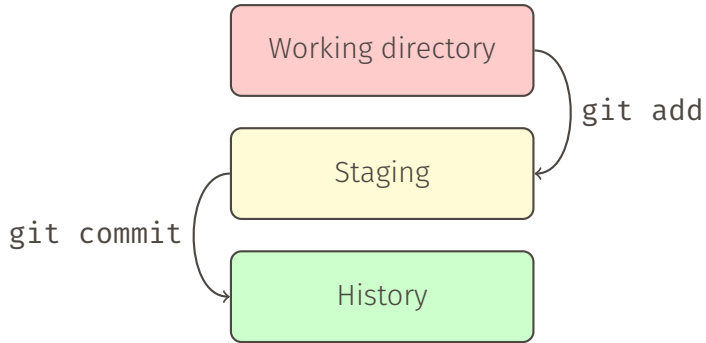 Working directory
git add
Staging
git commit
History